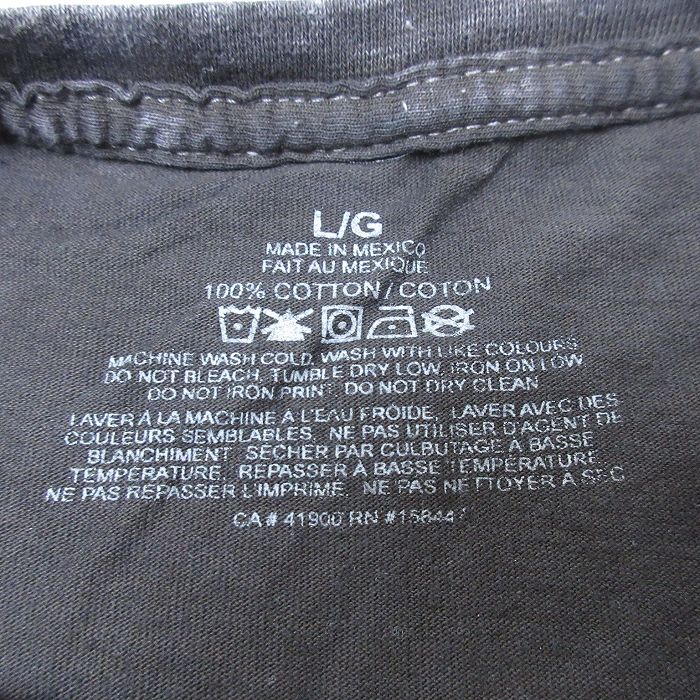 L/G
MADE IN MEXICO
FAIT AU MEXIQUE
100% COTTON / COTON
MACHINE WASH COLD, WASH WITH LIKE COLOURS
DO NOT BLEACH, TUMBLE DRY LOW, IRON ON LOW
DO NOT IRON PRINT DO NOT DRY CLEAN
LAVER À LA MACHINE À L'EAU FROIDE, LAVER AVEC DES
COULEURS SEMBLABLES. NE PAS UTILISER D'AGENT DE
BLANCHIMENT. SÉCHER PAR CULBUTAGE À BASSE
TEMPÉRATURE. REPASSER À BASSE TEMPÉRATURE.
NE PAS REPASSER L'IMPRIMÉ. NE PAS NETTOYER À SEC
CA# 41900 RN